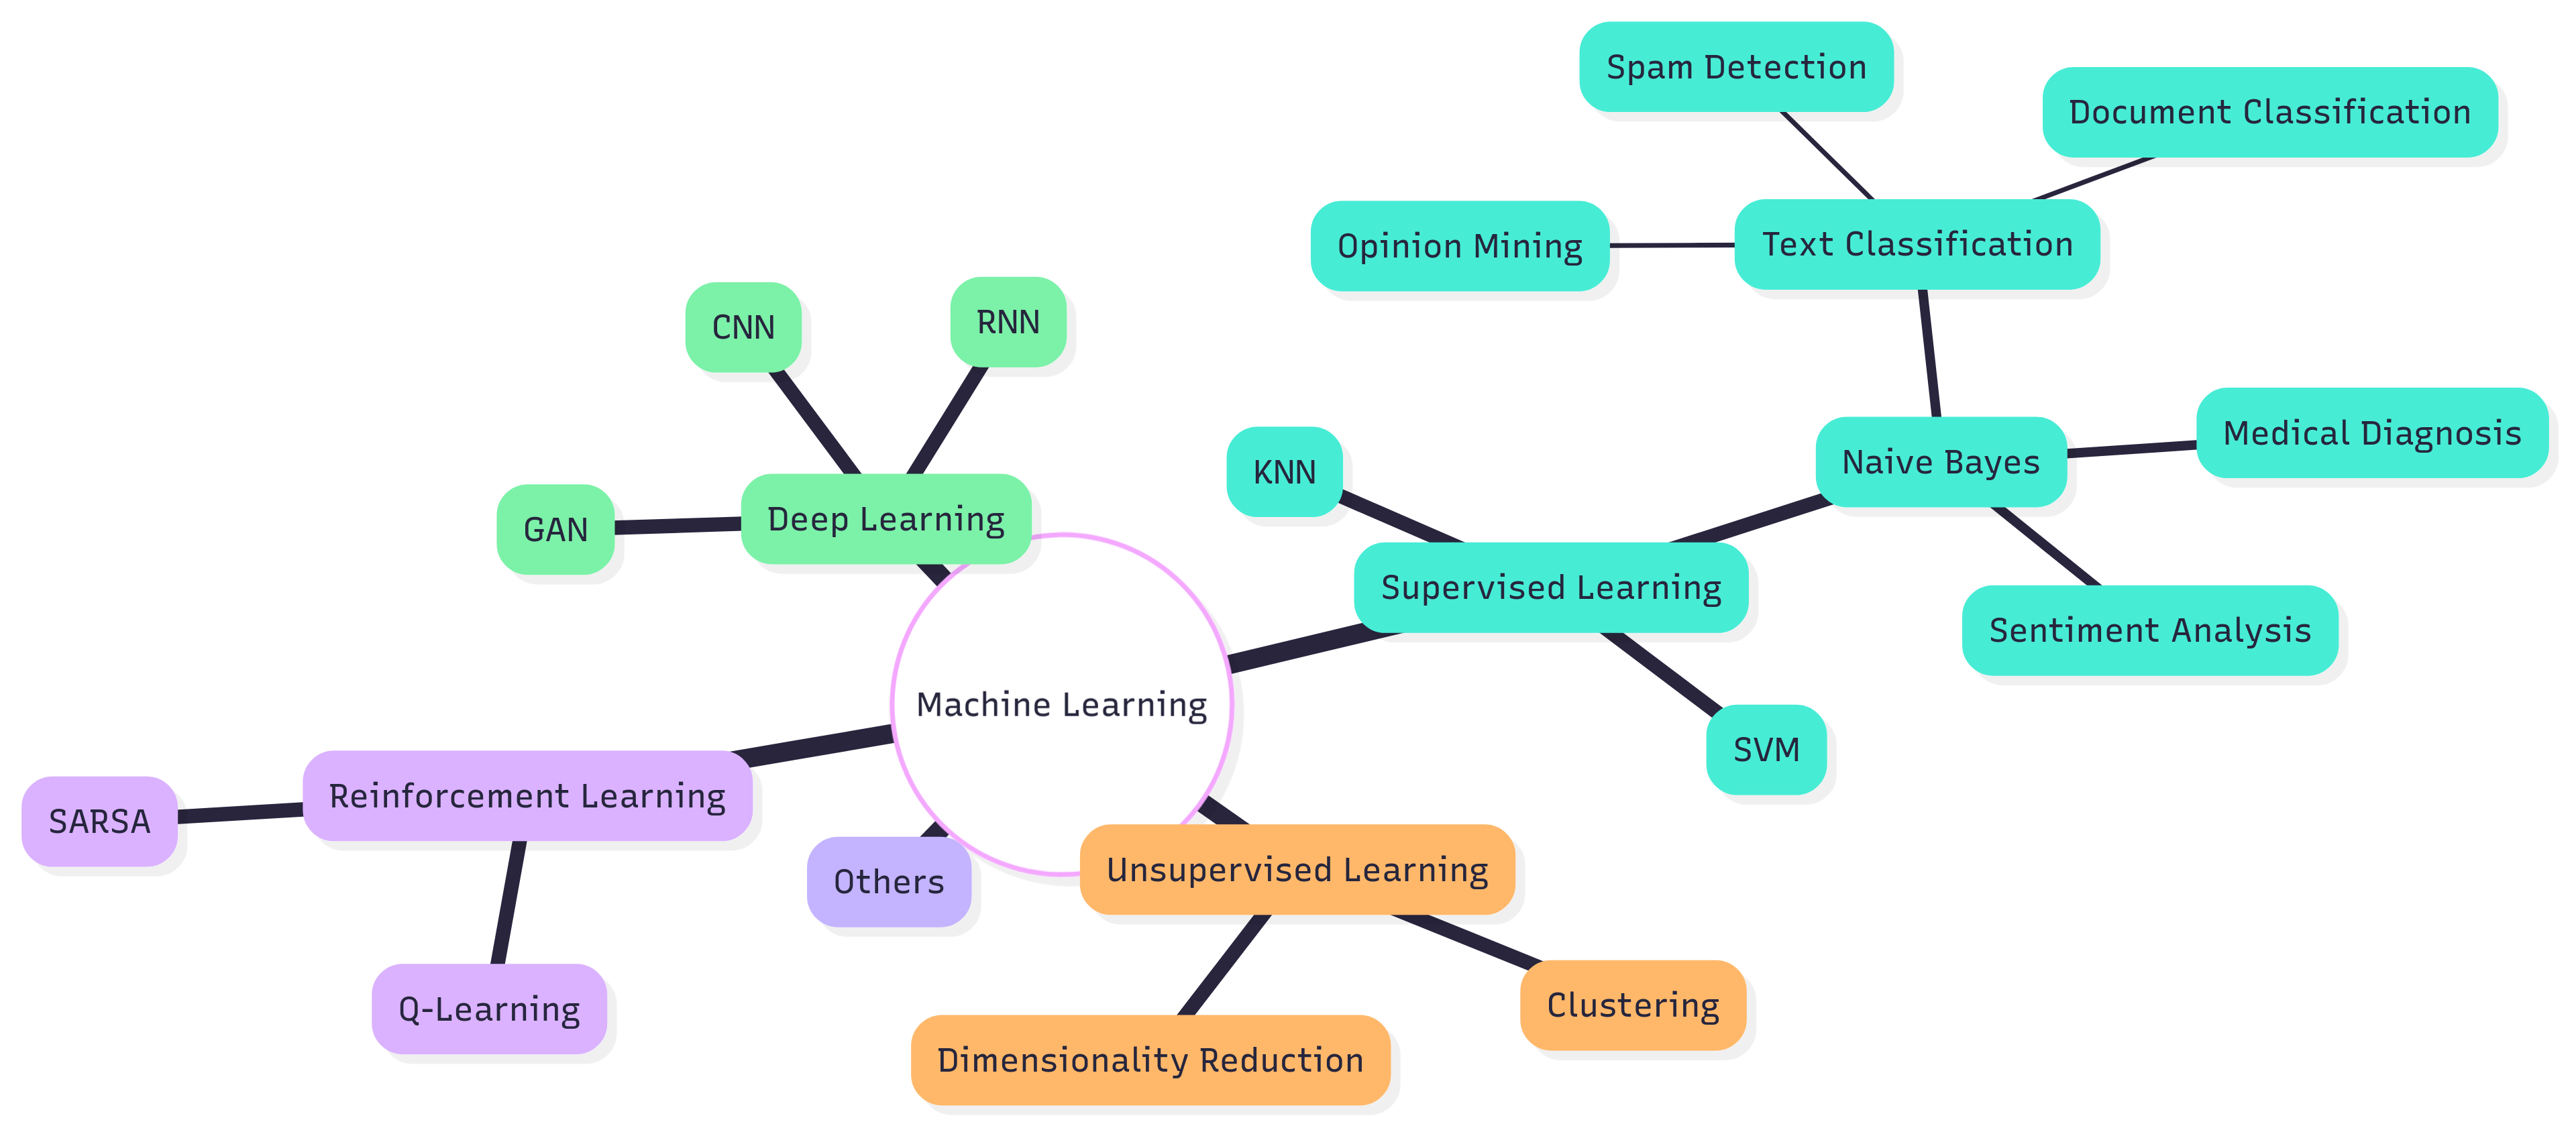 Spam Detection
Document Classification
Opinion Mining
Text Classification
CNN
RNN
KNN
Naive Bayes
Medical Diagnosis
GAN
Deep Learning
Supervised Learning
Sentiment Analysis
Machine Learning
SVM
Reinforcement Learning
SARSA
Others
Unsupervised Learning
Q-Learning
Clustering
Dimensionality Reduction